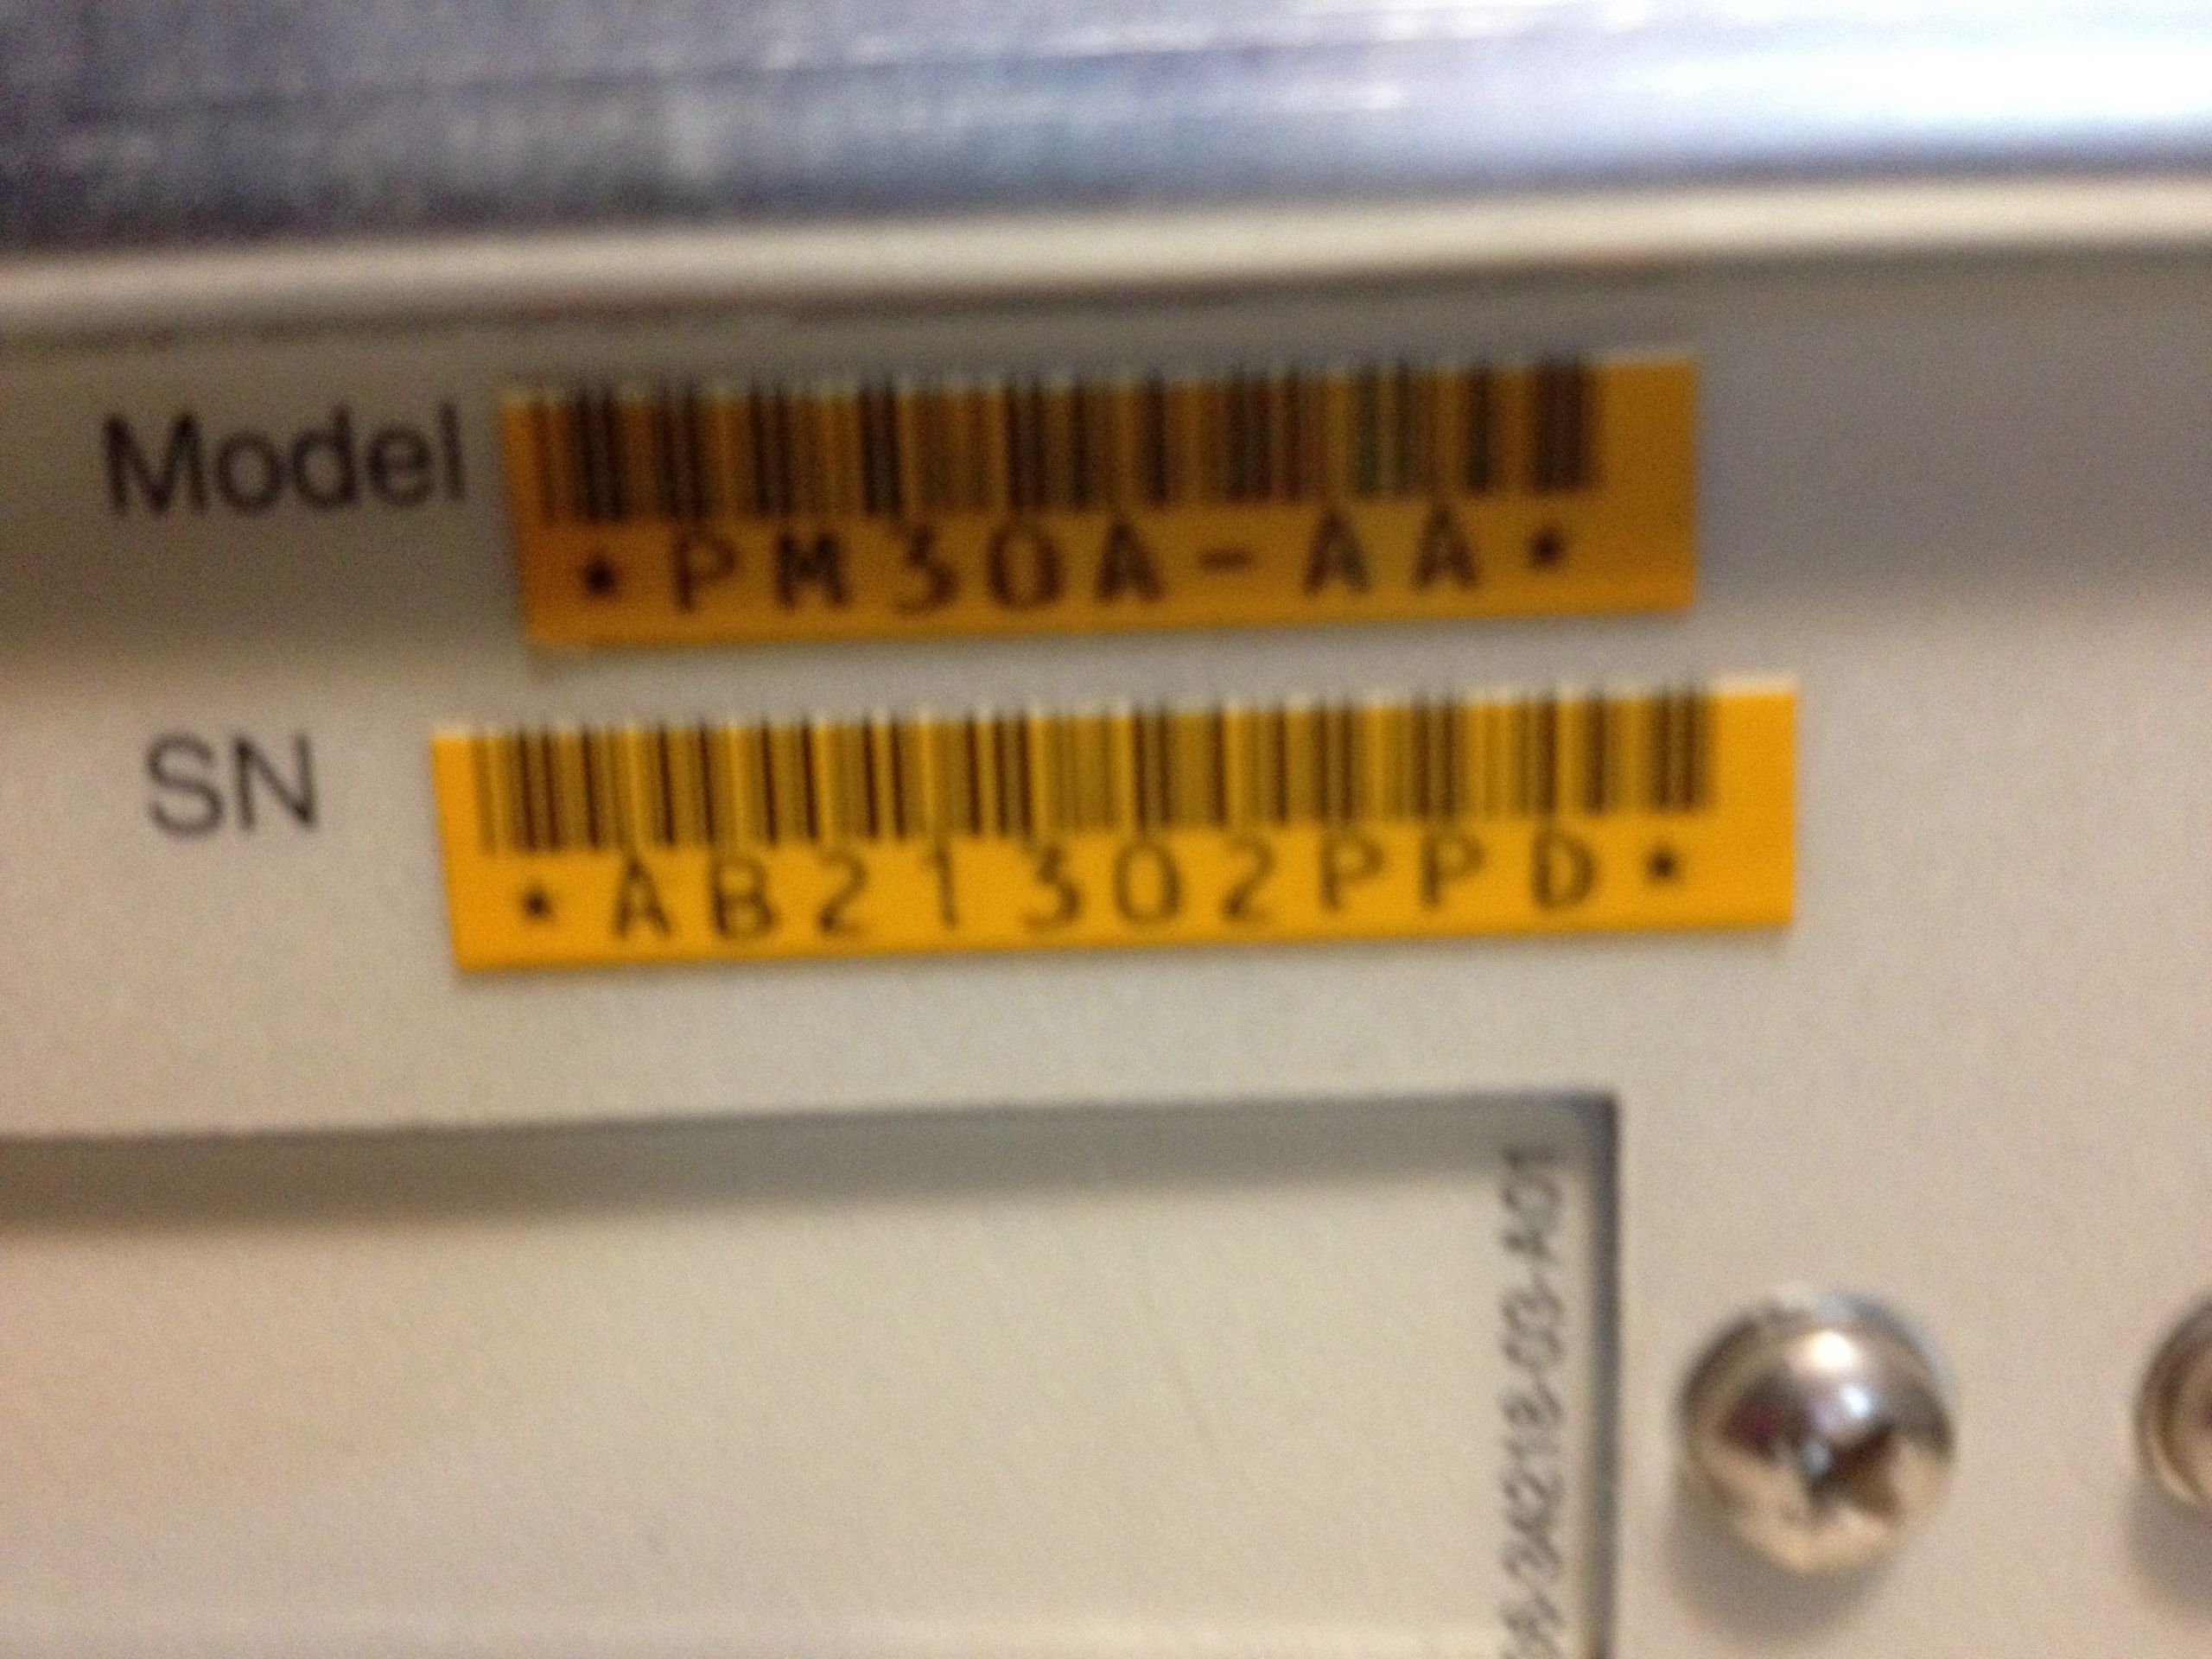 Model
*PM30A-AA*
SN
*AB21302PPD*